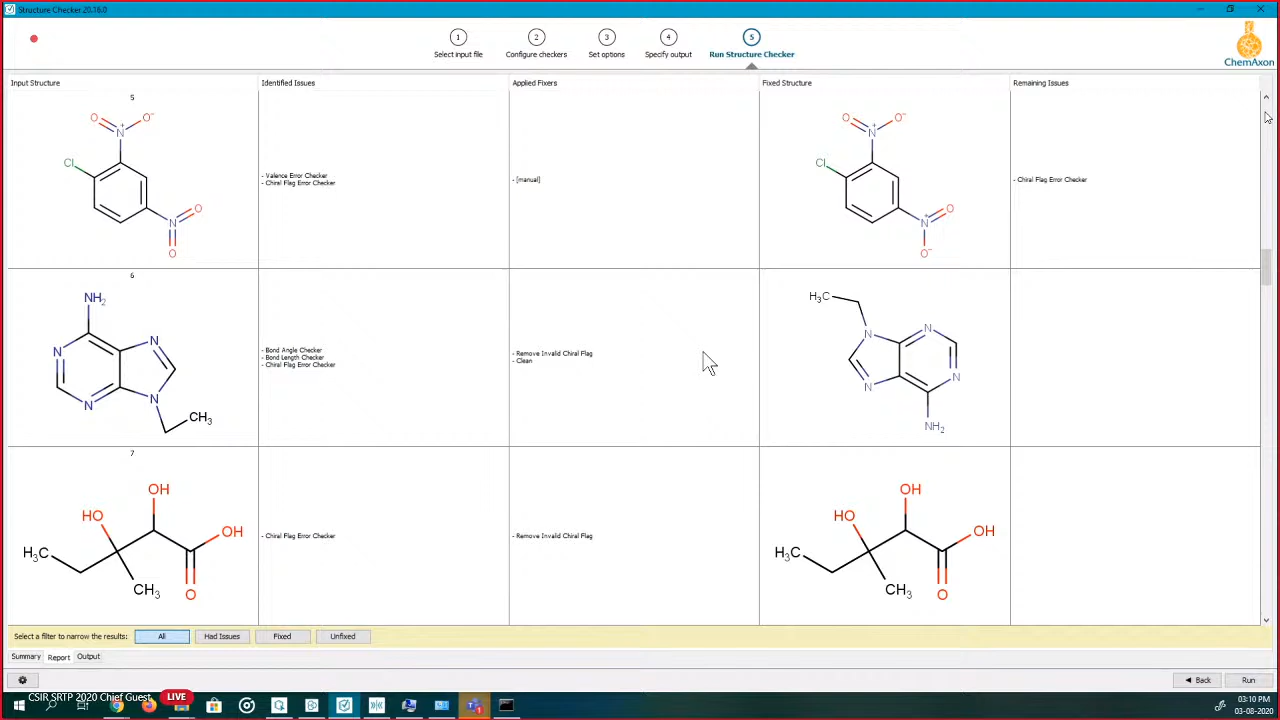 Structure Checker 20.16.0
1
2
3
4
5
Select input file
Configure checkers
Set options
Specify output
Run Structure Checker
ChemAxon
Input Structure
Identified Issues
Applied Fixers
Fixed Structure
Remaining Issues
5
O
N+
O-
Cl
N
O
O
- Valence Error Checker
- Chiral Flag Error Checker
- [manual]
O
N+
O-
Cl
N+
O
O-
- Chiral Flag Error Checker
6
NH2
N
N
N
N
CH3
- Bond Angle Checker
- Bond Length Checker
- Chiral Flag Error Checker
- Remove Invalid Chiral Flag
- Clean
H3C
N
N
N
N
NH2
7
OH
HO
OH
H3C
CH3
O
- Chiral Flag Error Checker
- Remove Invalid Chiral Flag
OH
HO
OH
H3C
CH3
O
Select a filter to narrow the results:
All
Had Issues
Fixed
Unfixed
Summary
Report
Output
< Back
Run
CSIR SRTP 2020 Chief Guest
LIVE
03:10 PM
03-08-2020